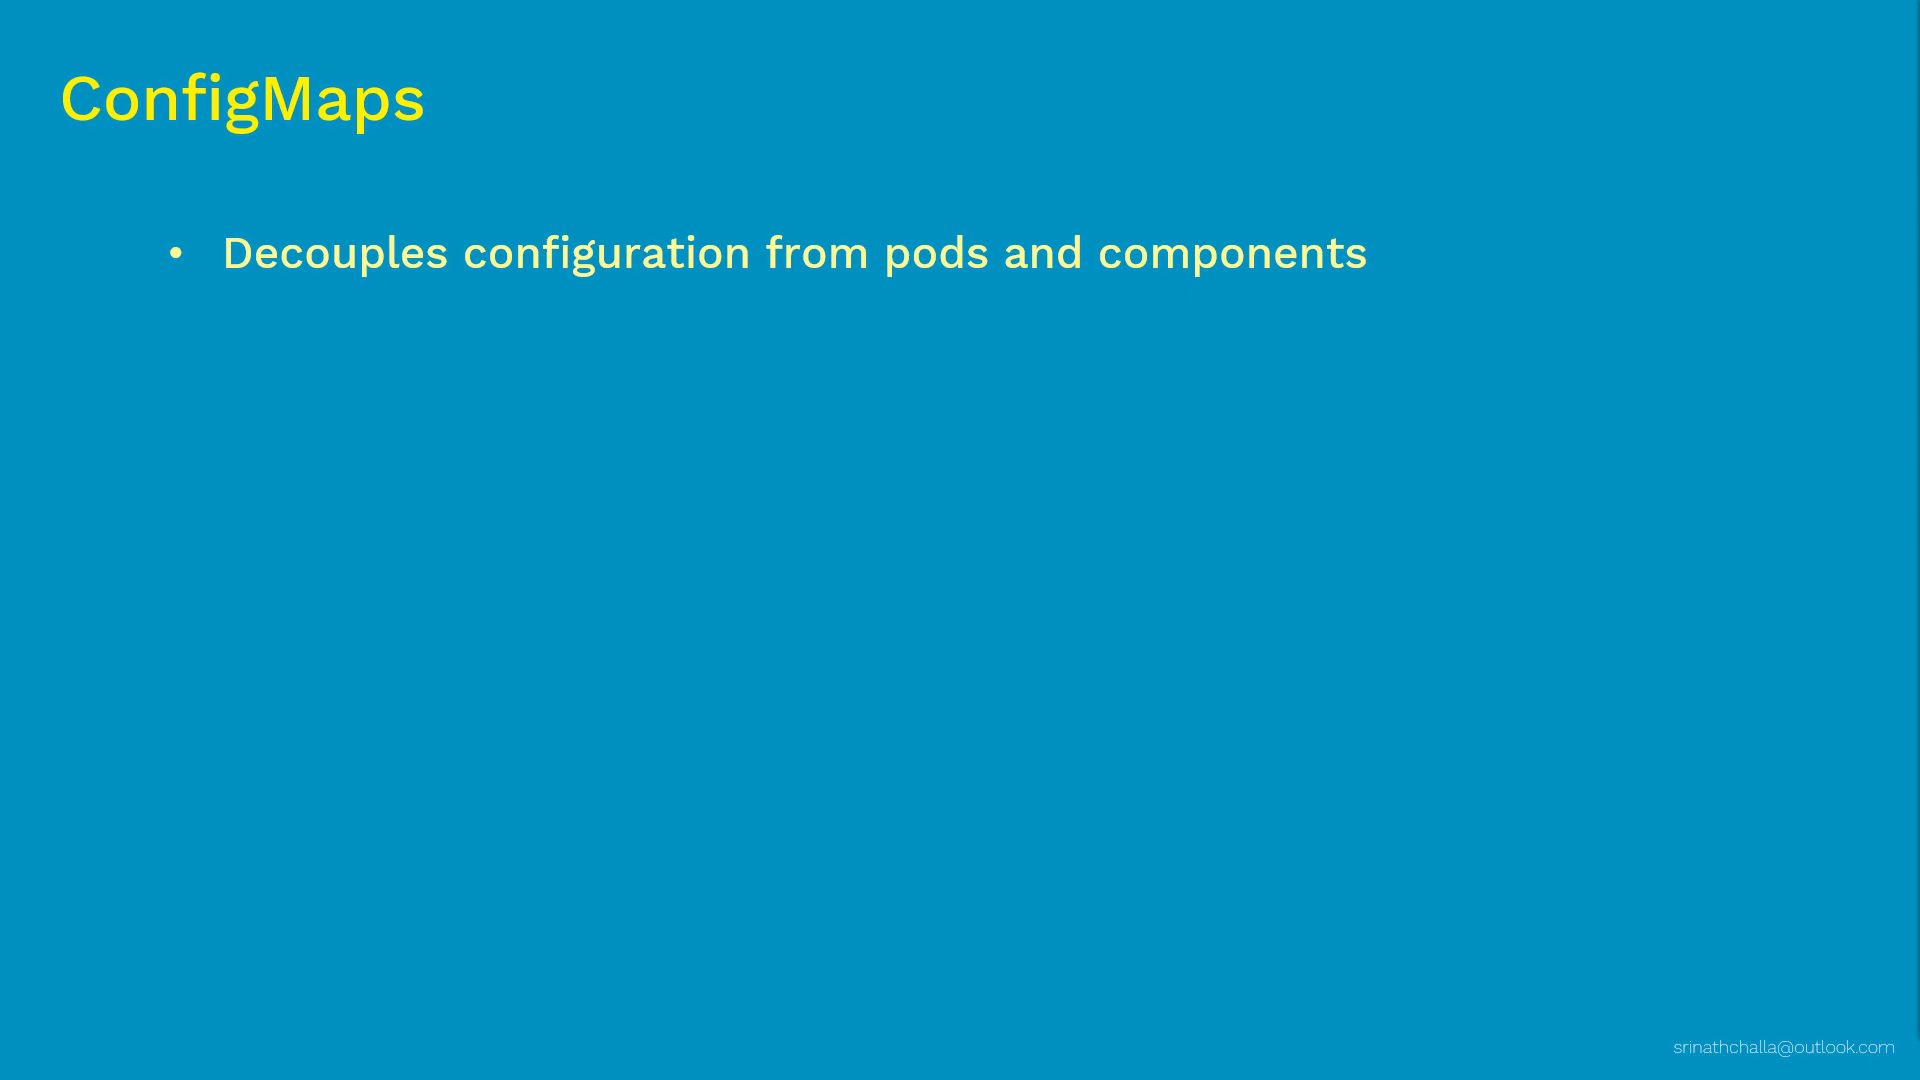 ConfigMaps
• Decouples configuration from pods and components
srinathchalla@outlook.com